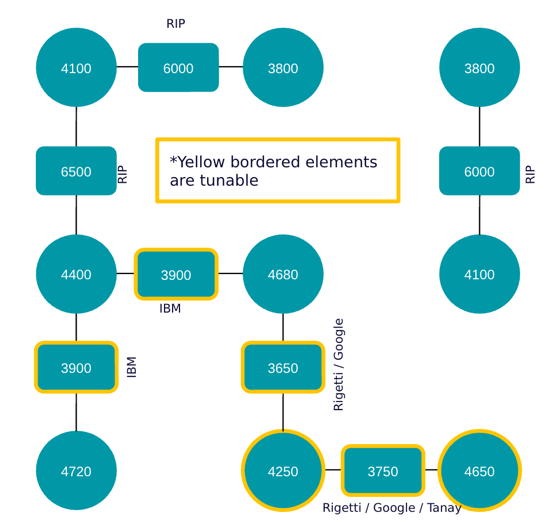 RIP
4100
6000
3800
3800
6500
RIP
*Yellow bordered elements
are tunable
6000
RIP
4400
3900
4680
4100
IBM
3900
IBM
3650
Rigetti / Google
4720
4250
3750
4650
Rigetti / Google / Tanay